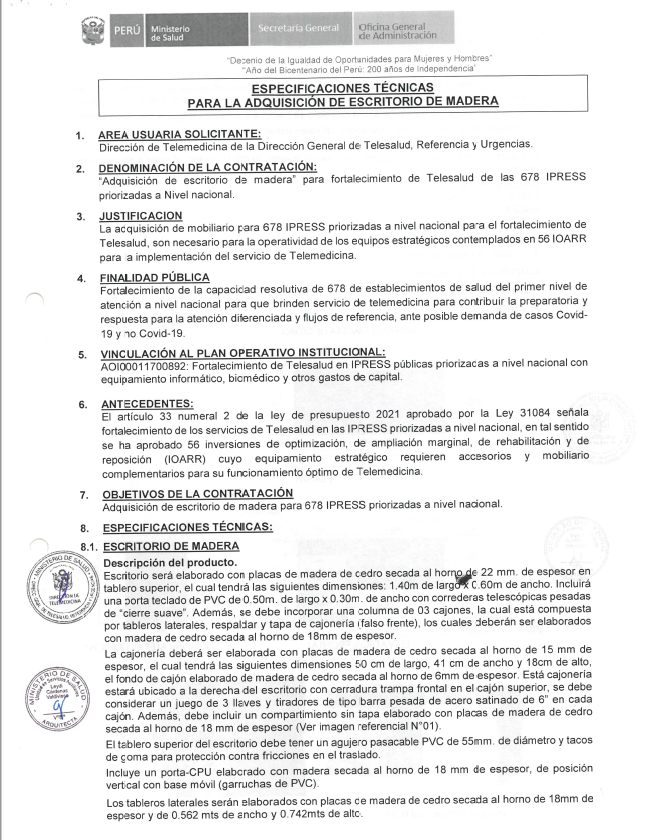 PERÚ
Ministerio
de Salud
Secretaría General
Oficina General
de Administración
"Decenio de la Igualdad de Oportunidades para Mujeres y Hombres"
"Año del Bicentenario del Perú: 200 años de Independencia"
ESPECIFICACIONES TÉCNICAS
PARA LA ADQUISICIÓN DE ESCRITORIO DE MADERA
1. AREA USUARIA SOLICITANTE:
Dirección de Telemedicina de la Dirección General de Telesalud, Referencia y Urgencias.
2. DENOMINACIÓN DE LA CONTRATACIÓN:
"Adquisición de escritorio de madera" para fortalecimiento de Telesalud de las 678 IPRESS
priorizadas a Nivel nacional.
3. JUSTIFICACION
La acquisición de mobiliario para 678 IPRESS priorizadas a nivel nacional para el fortalecimiento de
Telesalud, son necesario para la operatividad de los equipos estratégicos contemplados en 56 IOARR
para la implementación del servicio de Telemedicina.
4. FINALIDAD PÚBLICA
Fortalecimiento de la capacidad resolutiva de 678 de establecimientos de salud del primer nivel de
atención a nivel nacional para que brinden servicio de telemedicina para contribuir la preparatoria y
respuesta para la atención diferenciada y flujos de referencia, ante posible demanda de casos Covid-
19 y no Covid-19.
5. VINCULACIÓN AL PLAN OPERATIVO INSTITUCIONAL:
AOI00011700892: Fortalecimiento de Telesalud en IPRESS públicas priorizacas a nivel nacional con
equipamiento informático, biomédico y otros gastos de capital.
6. ANTECEDENTES:
El artículo 33 numeral 2 de la ley de presupuesto 2021 aprobado por la Ley 31084 señala
fortalecimiento de los servicios de Telesalud en las IPRESS priorizadas a nivel nacional, en tal sentido
se ha aprobado 56 inversiones de optimización, de ampliación marginal, de rehabilitación y de
reposición (IOARR) cuyo equipamiento estratégico requieren accesorios y mobiliario
complementarios para su funcionamiento óptimo de Telemedicina.
7. OBJETIVOS DE LA CONTRATACIÓN
Adquisición de escritorio de madera para 678 IPRESS priorizadas a nivel nacional.
8. ESPECIFICACIONES TÉCNICAS:
8.1. ESCRITORIO DE MADERA
Descripción del producto.
Escritorio será elaborado con placas de madera de cedro secada al horno de 22 mm. de espesor en
tablero superior, el cual tendrá las siguientes dimensiones: 1.40m de largo x 0.60m de ancho. Incluirá
una porta teclado de PVC de 0.50m. de largo x 0.30m. de ancho con correderas telescópicas pesadas
de "cierre suave". Además, se debe incorporar una columna de 03 cajones, la cual está compuesta
por tableros laterales, respaldar y tapa de cajonería (falso frente), los cuales deberán ser elaborados
con madera de cedro secada al horno de 18mm de espesor.
La cajonería deberá ser elaborada con placas de madera de cedro secada al horno de 15 mm de
espesor, el cual tendrá las siguientes dimensiones 50 cm de largo, 41 cm de ancho y 18cm de alto,
el fondo de cajón elaborado de madera de cedro secada al horno de 6mm de espesor. Está cajonería
estará ubicado a la derecha del escritorio con cerradura trampa frontal en el cajón superior, se debe
considerar un juego de 3 llaves y tiradores de tipo barra pesada de acero satinado de 6" en cada
cajón. Además, debe incluir un compartimiento sin tapa elaborado con placas de madera de cedro
secada al horno de 18 mm de espesor (Ver imagen referencial N°01).
El tablero superior del escritorio debe tener un agujero pasacable PVC de 55mm. de diámetro y tacos
de goma para protección contra fricciones en el traslado.
Incluye un porta-CPU elaborado con madera secada al horno de 18 mm de espesor, de posición
vertical con base móvil (garruchas de PVC).
Los tableros laterales serán elaborados con placas de madera de cedro secada al horno de 18mm de
espesor y de 0.562 mts de ancho y 0.742mts de alto.
MINISTERIO DE SALUD
DIRECCIÓN DE
TELEMEDICINA
MINISTERIO DE SALUD
Leyd
Cárdenas
Valdivieso
ARQUITECTA